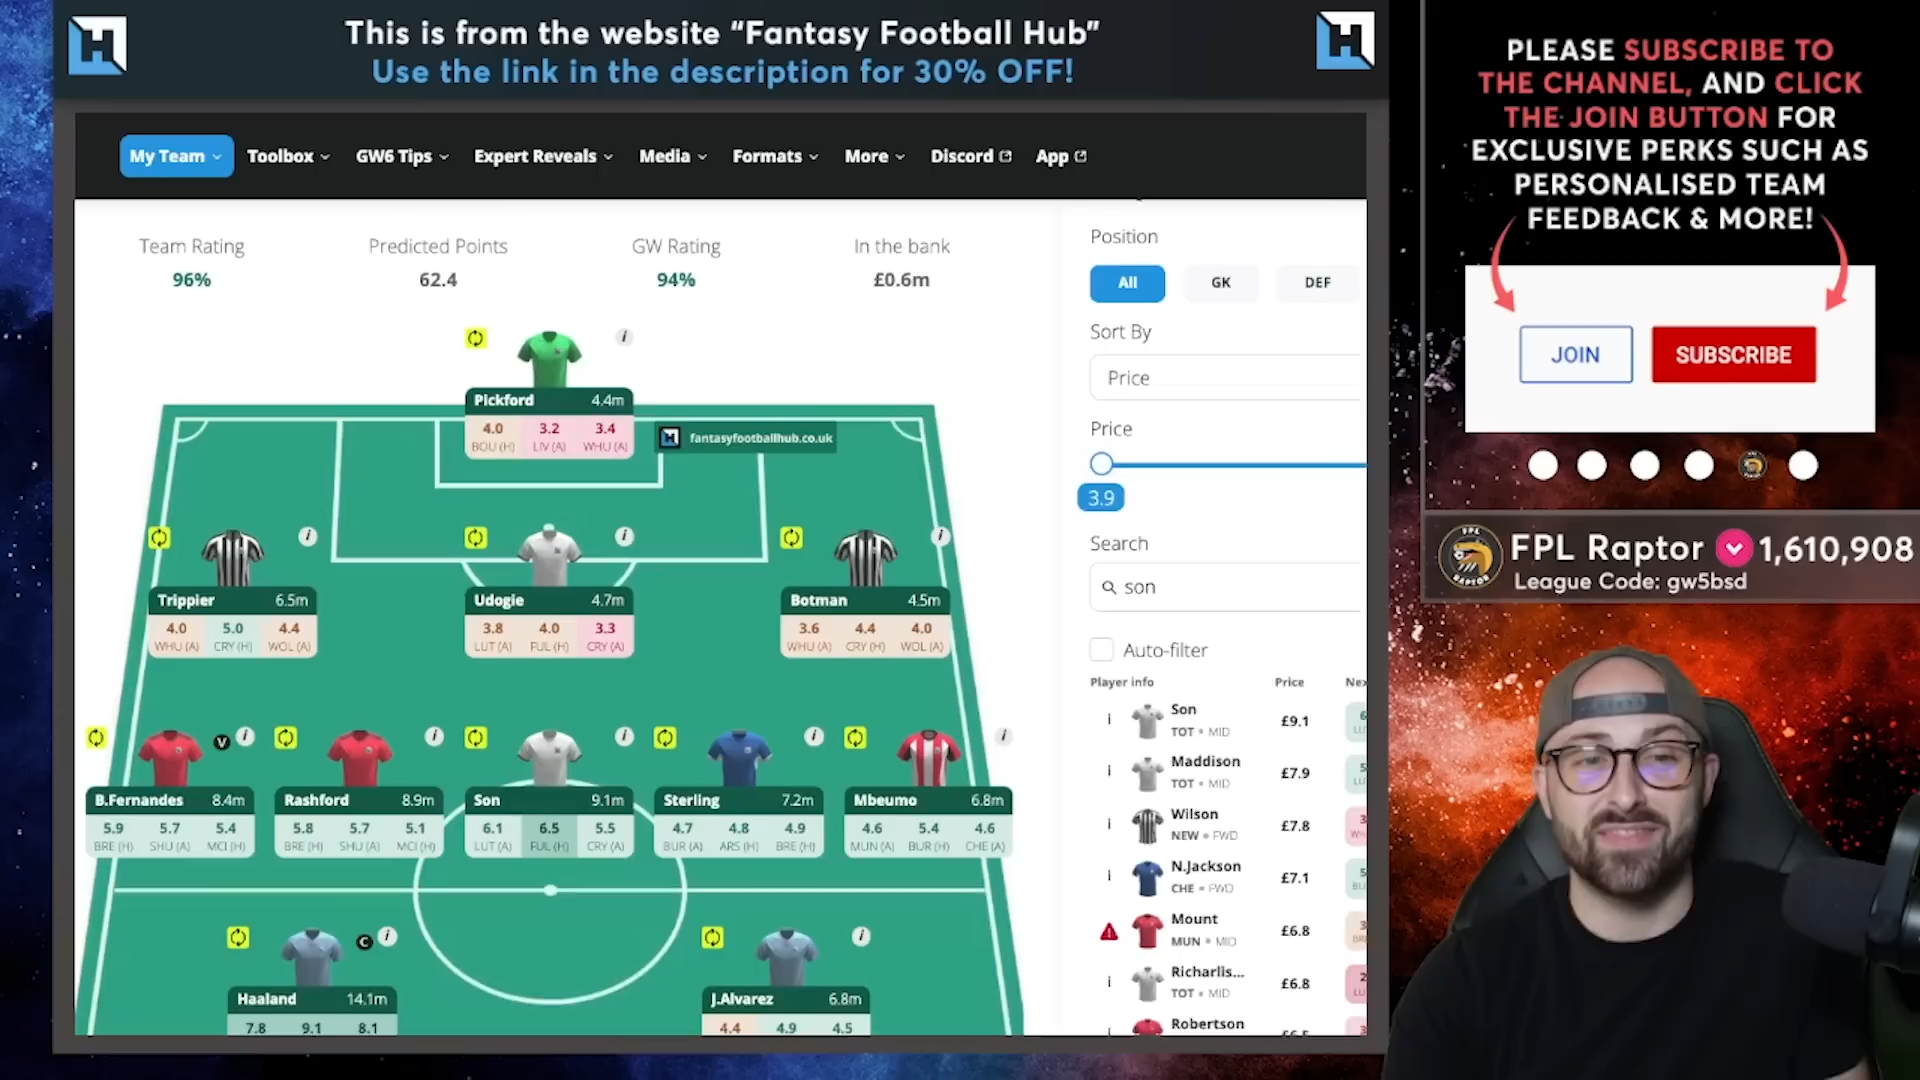 This is from the website “Fantasy Football Hub”
Use the link in the description for 30% OFF!
My Team
Toolbox
GW6 Tips
Expert Reveals
Media
Formats
More
Discord
App
Team Rating
96%
Predicted Points
62.4
GW Rating
94%
In the bank
£0.6m
Pickford 4.4m
4.0 3.2 3.4
BOU (H) LIV (A) WHU (A)
fantasyfootballhub.co.uk
Trippier 6.5m
4.0 5.0 4.4
WHU (A) CRY (H) WOL (A)
Udogie 4.7m
3.8 4.0 3.3
LUT (A) FUL (H) CRY (A)
Botman 4.5m
3.6 4.4 4.0
WHU (A) CRY (H) WOL (A)
V
B.Fernandes 8.4m
5.9 5.7 5.4
BRE (H) SHU (A) MCI (H)
Rashford 8.9m
5.8 5.7 5.1
BRE (H) SHU (A) MCI (H)
Son 9.1m
6.1 6.5 5.5
LUT (A) FUL (H) CRY (A)
Sterling 7.2m
4.7 4.8 4.9
BUR (A) ARS (H) BRE (H)
Mbeumo 6.8m
4.6 5.4 4.6
MUN (A) BUR (H) CHE (A)
C
Haaland 14.1m
7.8 9.1 8.1
J.Alvarez 6.8m
4.4 4.9 4.5
Position
All
GK
DEF
Sort By
Price
Price
3.9
Search
son
Auto-filter
Player info Price
Son £9.1
TOT • MID
Maddison £7.9
TOT • MID
Wilson £7.8
NEW • FWD
N.Jackson £7.1
CHE • FWD
Mount £6.8
MUN • MID
Richarlis... £6.8
TOT • MID
Robertson
PLEASE SUBSCRIBE TO
THE CHANNEL, AND CLICK
THE JOIN BUTTON FOR
EXCLUSIVE PERKS SUCH AS
PERSONALISED TEAM
FEEDBACK & MORE!
JOIN
SUBSCRIBE
FPL Raptor 1,610,908
League Code: gw5bsd